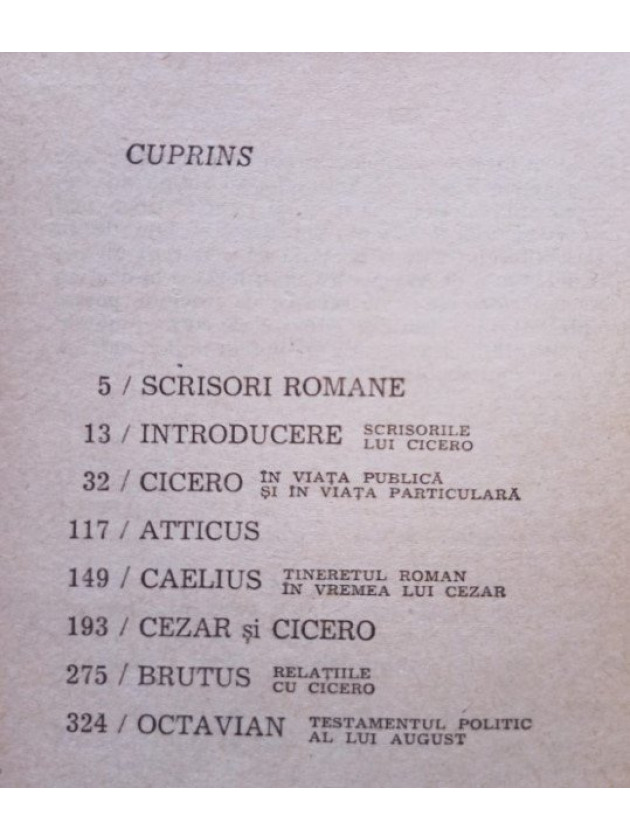 CUPRINS
5 / SCRISORI ROMANE
13 / INTRODUCERE SCRISORILE
LUI CICERO
32 / CICERO ÎN VIAȚA PUBLICĂ
ȘI ÎN VIAȚA PARTICULARĂ
117 / ATTICUS
149 / CAELIUS TINERETUL ROMAN
ÎN VREMEA LUI CEZAR
193 / CEZAR și CICERO
275 / BRUTUS RELAȚIILE
CU CICERO
324 / OCTAVIAN TESTAMENTUL POLITIC
AL LUI AUGUST